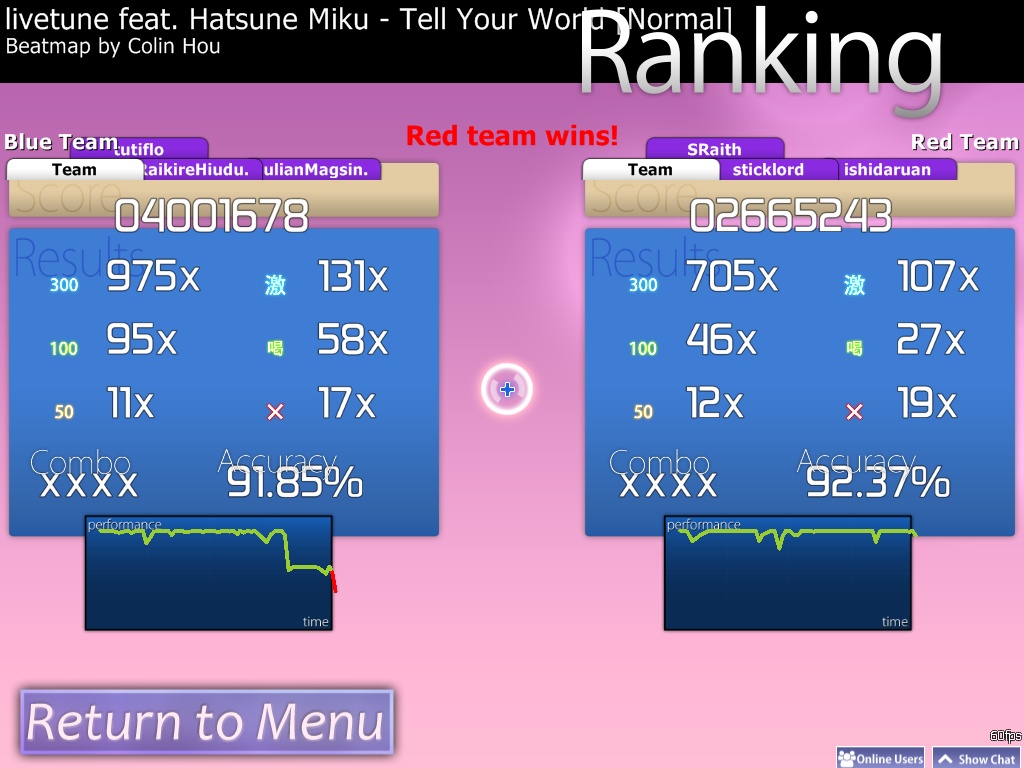 livetune feat. Hatsune Miku - Tell Your World [Normal]
Beatmap by Colin Hou
Ranking
Red team wins!
Blue Team
tutiflo
Team
RaikireHiudu.
ulianMagsin.
Score
04001678
Results
300 975x 激 131x
100 95x 喝 58x
50 11x 17x
Combo Accuracy
xxxx 91.85%
performance
time
Red Team
SRaith
Team
sticklord
ishidaruan
Score
02665243
Results
300 705x 激 107x
100 46x 喝 27x
50 12x 19x
Combo Accuracy
xxxx 92.37%
performance
time
Return to Menu
60fps
Online Users
Show Chat